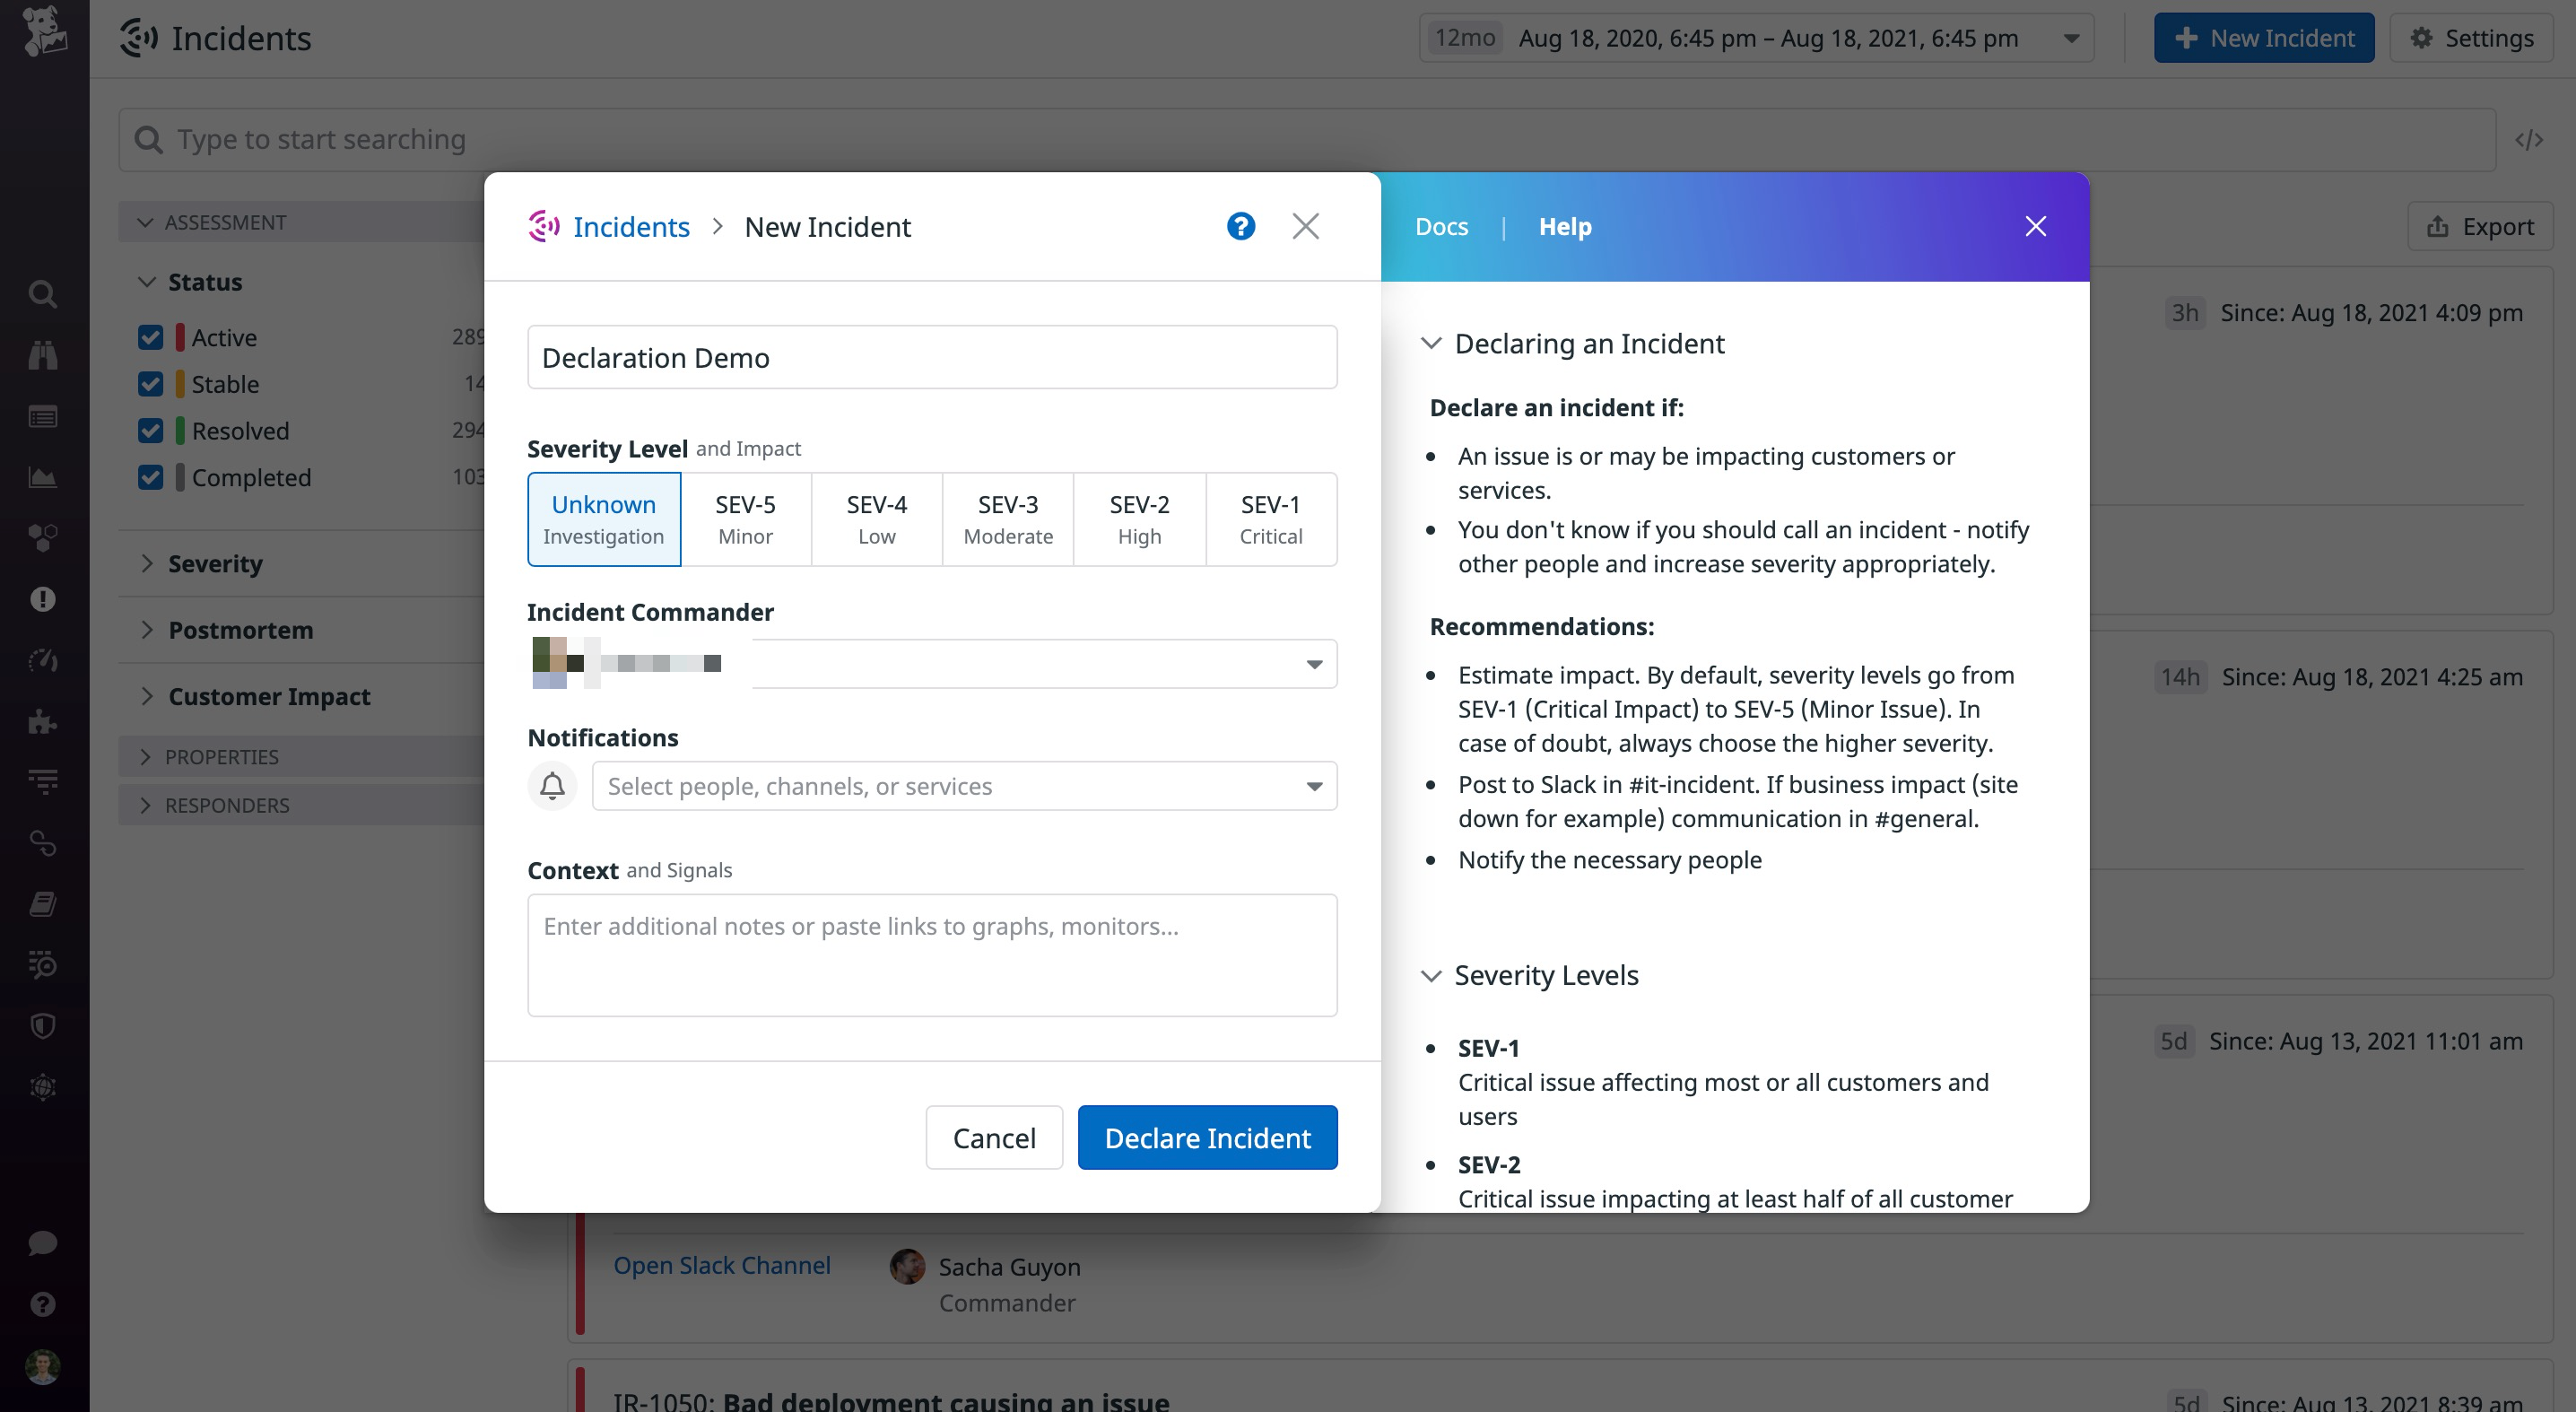 Incidents
12mo Aug 18, 2020, 6:45 pm – Aug 18, 2021, 6:45 pm
New Incident
Settings
Type to start searching
</>
ASSESSMENT
Status
Active 289
Stable 14
Resolved 294
Completed 103
Severity
Postmortem
Customer Impact
PROPERTIES
RESPONDERS
Incidents > New Incident
?
Declaration Demo
Severity Level and Impact
Unknown
Investigation
SEV-5
Minor
SEV-4
Low
SEV-3
Moderate
SEV-2
High
SEV-1
Critical
Incident Commander
Notifications
Select people, channels, or services
Context and Signals
Enter additional notes or paste links to graphs, monitors...
Cancel
Declare Incident
Docs | Help
Declaring an Incident
Declare an incident if:
• An issue is or may be impacting customers or
services.
• You don't know if you should call an incident - notify
other people and increase severity appropriately.
Recommendations:
• Estimate impact. By default, severity levels go from
SEV-1 (Critical Impact) to SEV-5 (Minor Issue). In
case of doubt, always choose the higher severity.
• Post to Slack in #it-incident. If business impact (site
down for example) communication in #general.
• Notify the necessary people
Severity Levels
• SEV-1
Critical issue affecting most or all customers and
users
• SEV-2
Critical issue impacting at least half of all customer
Export
3h Since: Aug 18, 2021 4:09 pm
14h Since: Aug 18, 2021 4:25 am
5d Since: Aug 13, 2021 11:01 am
Open Slack Channel
Sacha Guyon
Commander
IR-1050: Bad deployment causing an issue
5d Since: Aug 13, 2021 8:39 am